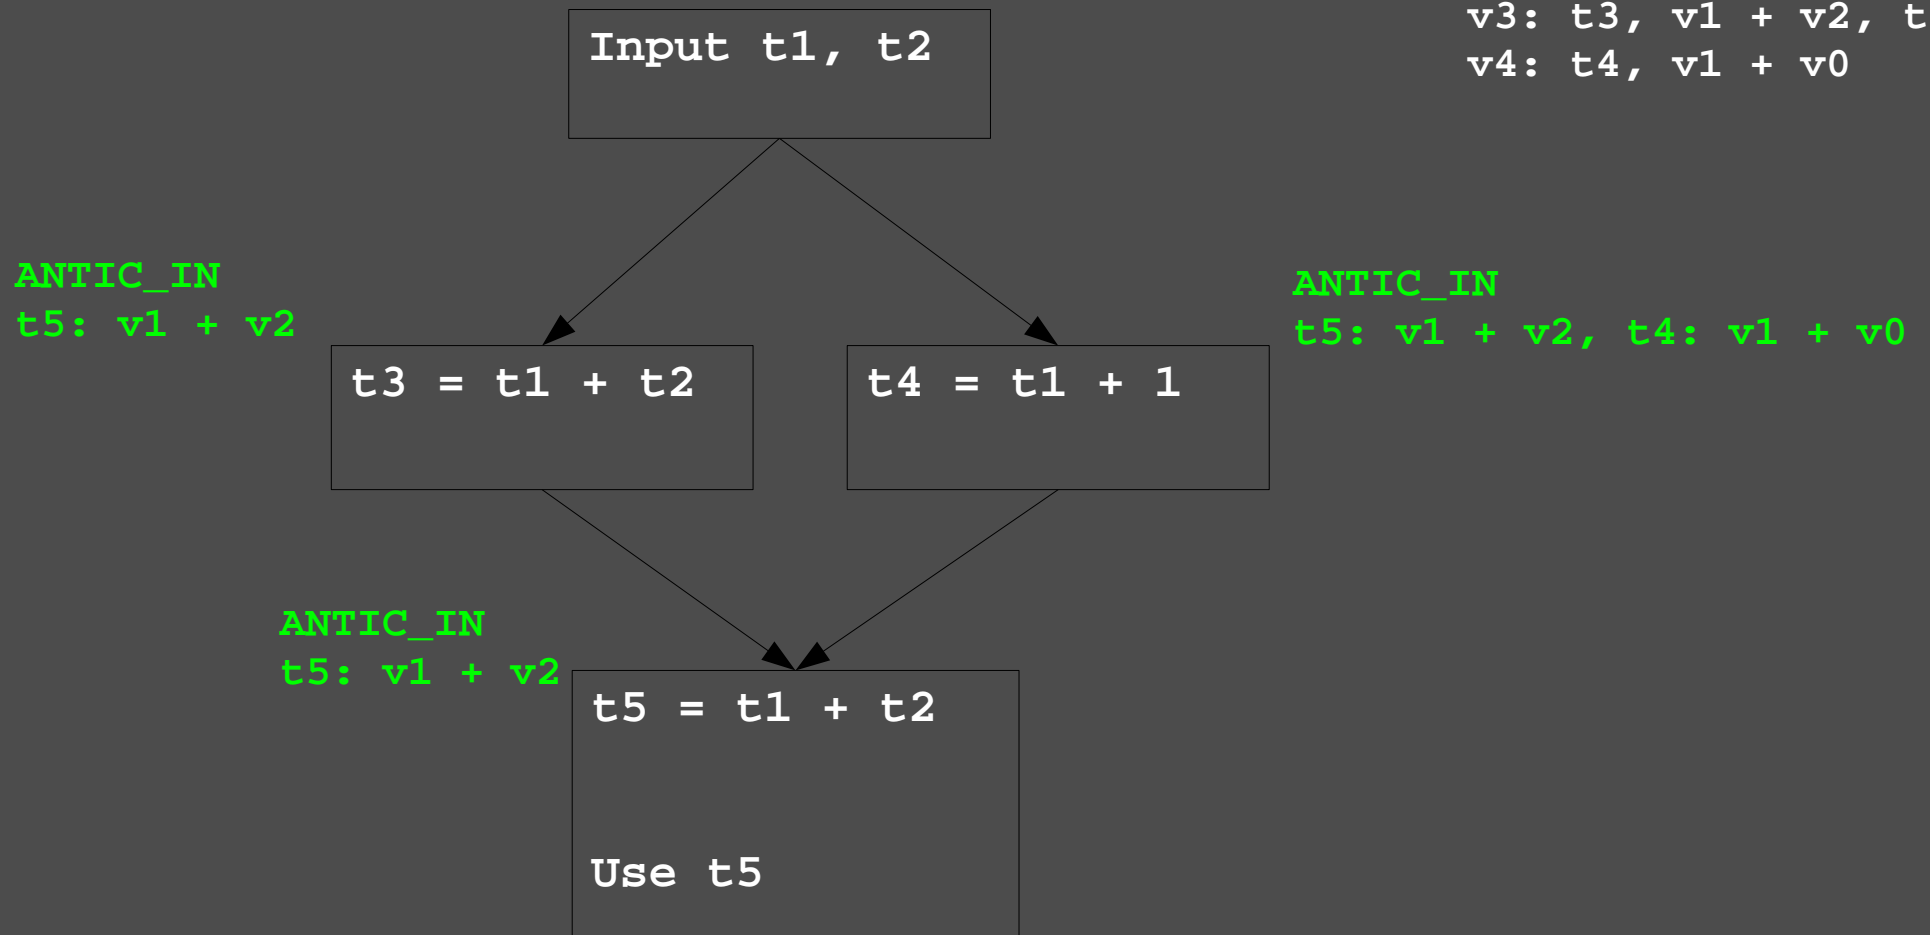 v3: t3, v1 + v2, t
v4: t4, v1 + v0
Input t1, t2
ANTIC_IN
t5: v1 + v2
ANTIC_IN
t5: v1 + v2, t4: v1 + v0
t3 = t1 + t2
t4 = t1 + 1
ANTIC_IN
t5: v1 + v2
t5 = t1 + t2
Use t5